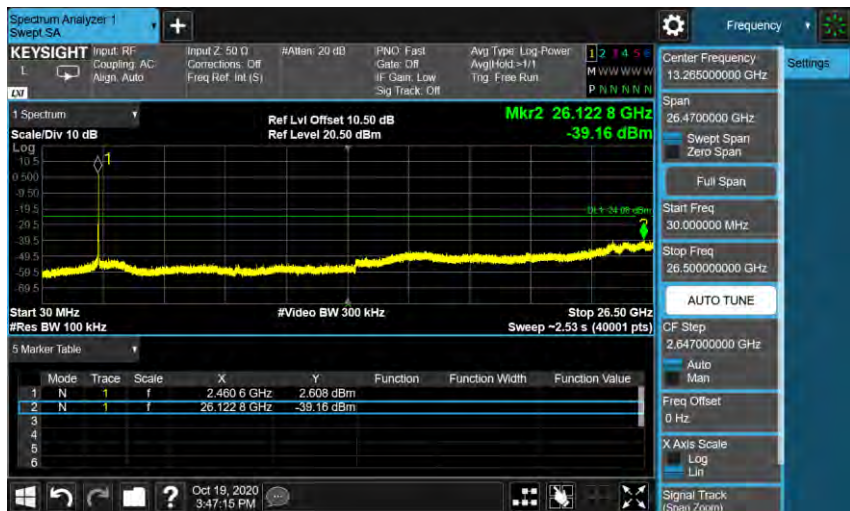 Spectrum Analyzer 1
Swept SA
+
Frequency
KEYSIGHT
L
LXI
Input: RF
Coupling: AC
Align: Auto
Input Z: 50 Ω
Corrections: Off
Freq Ref: Int (S)
#Atten: 20 dB
PNO: Fast
Gate: Off
IF Gain: Low
Sig Track: Off
Avg Type: Log-Power
Avg|Hold:>1/1
Trig: Free Run
1 2 3 4 5 6
M W W W W W
P N N N N N
1 Spectrum
Scale/Div 10 dB
Ref Lvl Offset 10.50 dB
Ref Level 20.50 dBm
Mkr2 26.122 8 GHz
-39.16 dBm
Log
10.5
0.500
-9.50
-19.5
-29.5
-39.5
-49.5
-59.5
-69.5
1
DL1 -24.08 dBm
2
Start 30 MHz
#Res BW 100 kHz
#Video BW 300 kHz
Stop 26.50 GHz
Sweep ~2.53 s (40001 pts)
5 Marker Table
Mode Trace Scale X Y Function Function Width Function Value
1 N 1 f 2.460 6 GHz 2.608 dBm
2 N 1 f 26.122 8 GHz -39.16 dBm
3
4
5
6
Oct 19, 2020
3:47:15 PM
?
Center Frequency
13.265000000 GHz
Settings
Span
26.4700000 GHz
Swept Span
Zero Span
Full Span
Start Freq
30.000000 MHz
Stop Freq
26.500000000 GHz
AUTO TUNE
CF Step
2.647000000 GHz
Auto
Man
Freq Offset
0 Hz
X Axis Scale
Log
Lin
Signal Track
(Span Zoom)